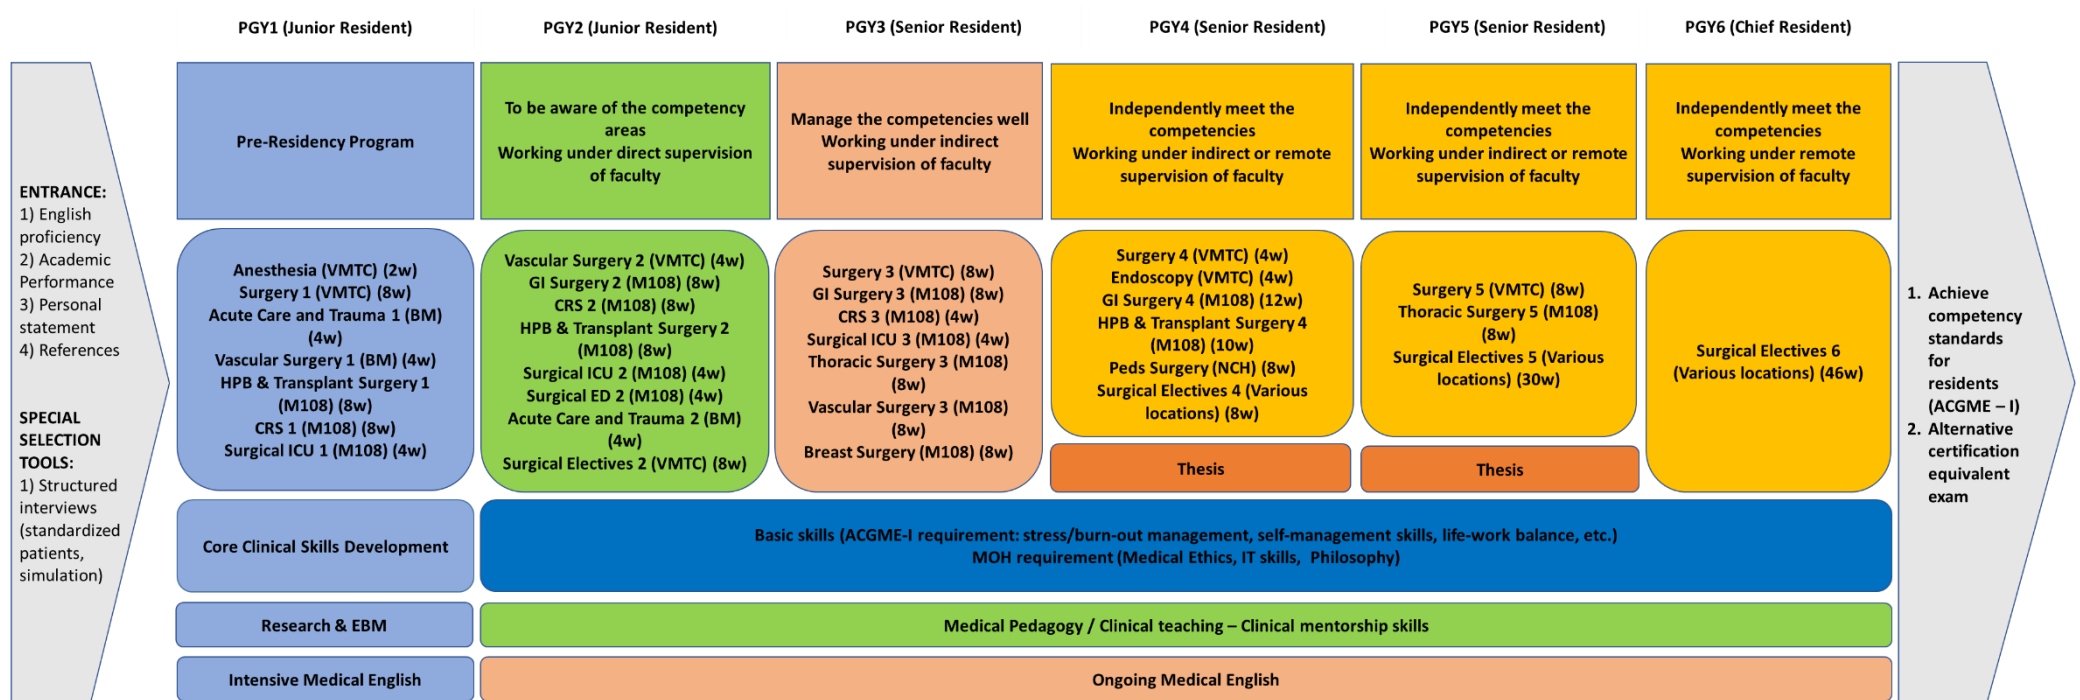 PGY1 (Junior Resident)
PGY2 (Junior Resident)
PGY3 (Senior Resident)
PGY4 (Senior Resident)
PGY5 (Senior Resident)
PGY6 (Chief Resident)
ENTRANCE:
1) English
proficiency
2) Academic
Performance
3) Personal
statement
4) References
SPECIAL
SELECTION
TOOLS:
1) Structured
interviews
(standardized
patients,
simulation)
Pre-Residency Program
To be aware of the competency
areas
Working under direct supervision
of faculty
Manage the competencies well
Working under indirect
supervision of faculty
Independently meet the
competencies
Working under indirect or remote
supervision of faculty
Independently meet the
competencies
Working under indirect or remote
supervision of faculty
Independently meet the
competencies
Working under remote
supervision of faculty
Anesthesia (VMTC) (2w)
Surgery 1 (VMTC) (8w)
Acute Care and Trauma 1 (BM)
(4w)
Vascular Surgery 1 (BM) (4w)
HPB & Transplant Surgery 1
(M108) (8w)
CRS 1 (M108) (8w)
Surgical ICU 1 (M108) (4w)
Vascular Surgery 2 (VMTC) (4w)
GI Surgery 2 (M108) (8w)
CRS 2 (M108) (8w)
HPB & Transplant Surgery 2
(M108) (8w)
Surgical ICU 2 (M108) (4w)
Surgical ED 2 (M108) (4w)
Acute Care and Trauma 2 (BM)
(4w)
Surgical Electives 2 (VMTC) (8w)
Surgery 3 (VMTC) (8w)
GI Surgery 3 (M108) (8w)
CRS 3 (M108) (4w)
Surgical ICU 3 (M108) (4w)
Thoracic Surgery 3 (M108)
(8w)
Vascular Surgery 3 (M108)
(8w)
Breast Surgery (M108) (8w)
Surgery 4 (VMTC) (4w)
Endoscopy (VMTC) (4w)
GI Surgery 4 (M108) (12w)
HPB & Transplant Surgery 4
(M108) (10w)
Peds Surgery (NCH) (8w)
Surgical Electives 4 (Various
locations) (8w)
Thesis
Surgery 5 (VMTC) (8w)
Thoracic Surgery 5 (M108)
(8w)
Surgical Electives 5 (Various
locations) (30w)
Thesis
Surgical Electives 6
(Various locations) (46w)
Core Clinical Skills Development
Basic skills (ACGME-I requirement: stress/burn-out management, self-management skills, life-work balance, etc.)
MOH requirement (Medical Ethics, IT skills, Philosophy)
Research & EBM
Medical Pedagogy / Clinical teaching – Clinical mentorship skills
Intensive Medical English
Ongoing Medical English
1. Achieve
competency
standards
for
residents
(ACGME – I)
2. Alternative
certification
equivalent
exam